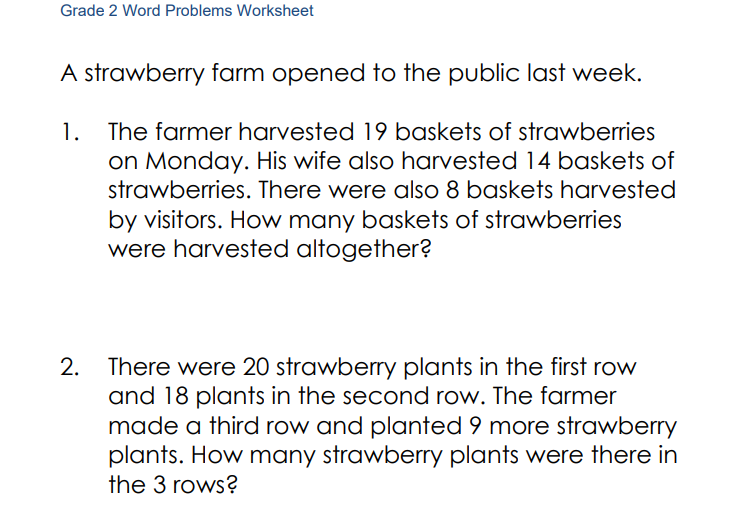 Grade 2 Word Problems Worksheet
A strawberry farm opened to the public last week.
1. The farmer harvested 19 baskets of strawberries
on Monday. His wife also harvested 14 baskets of
strawberries. There were also 8 baskets harvested
by visitors. How many baskets of strawberries
were harvested altogether?
2. There were 20 strawberry plants in the first row
and 18 plants in the second row. The farmer
made a third row and planted 9 more strawberry
plants. How many strawberry plants were there in
the 3 rows?